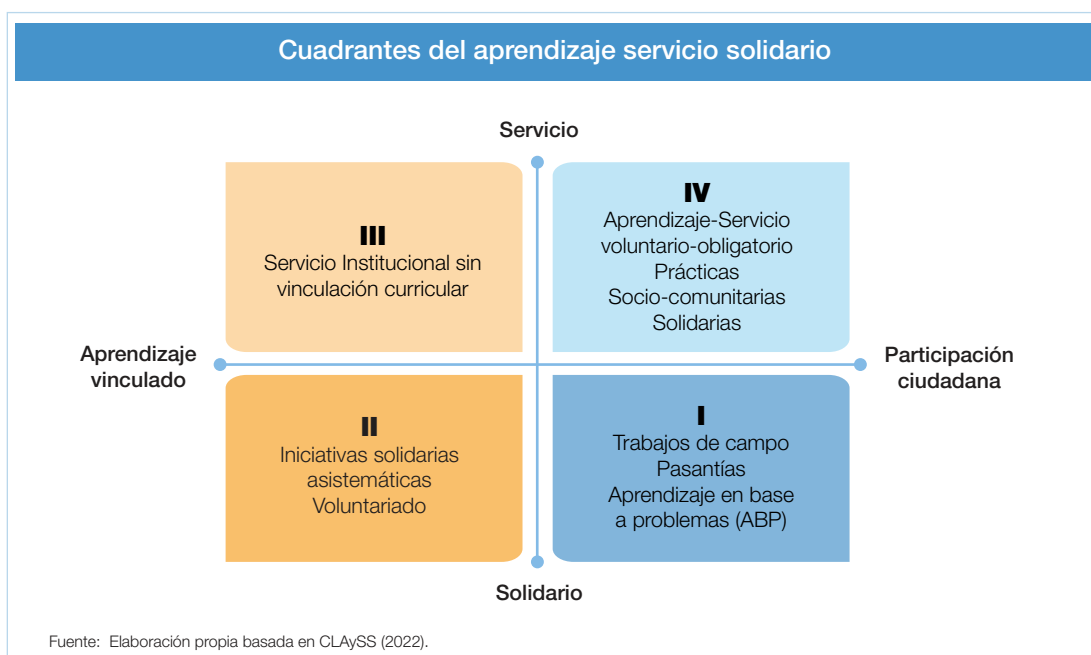 Cuadrantes del aprendizaje servicio solidario
Servicio
III
Servicio Institucional sin
vinculación curricular
IV
Aprendizaje-Servicio
voluntario-obligatorio
Prácticas
Socio-comunitarias
Solidarias
Aprendizaje
vinculado
Participación
ciudadana
II
Iniciativas solidarias
asistemáticas
Voluntariado
I
Trabajos de campo
Pasantías
Aprendizaje en base
a problemas (ABP)
Solidario
Fuente: Elaboración propia basada en CLAySS (2022).